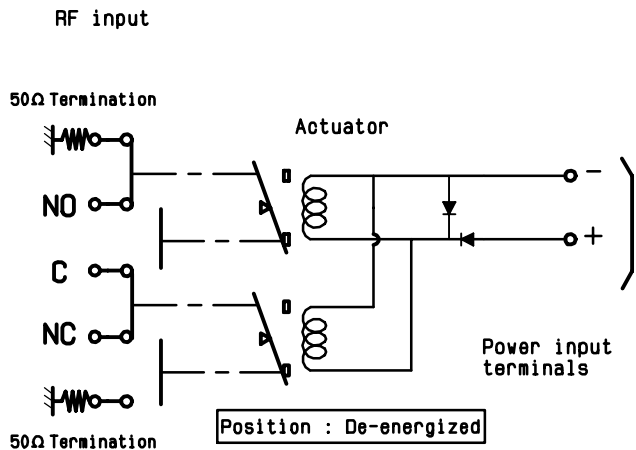 RF input
50Ω Termination
Actuator
NO
C
NC
-
+
Power input
terminals
Position : De-energized
50Ω Termination